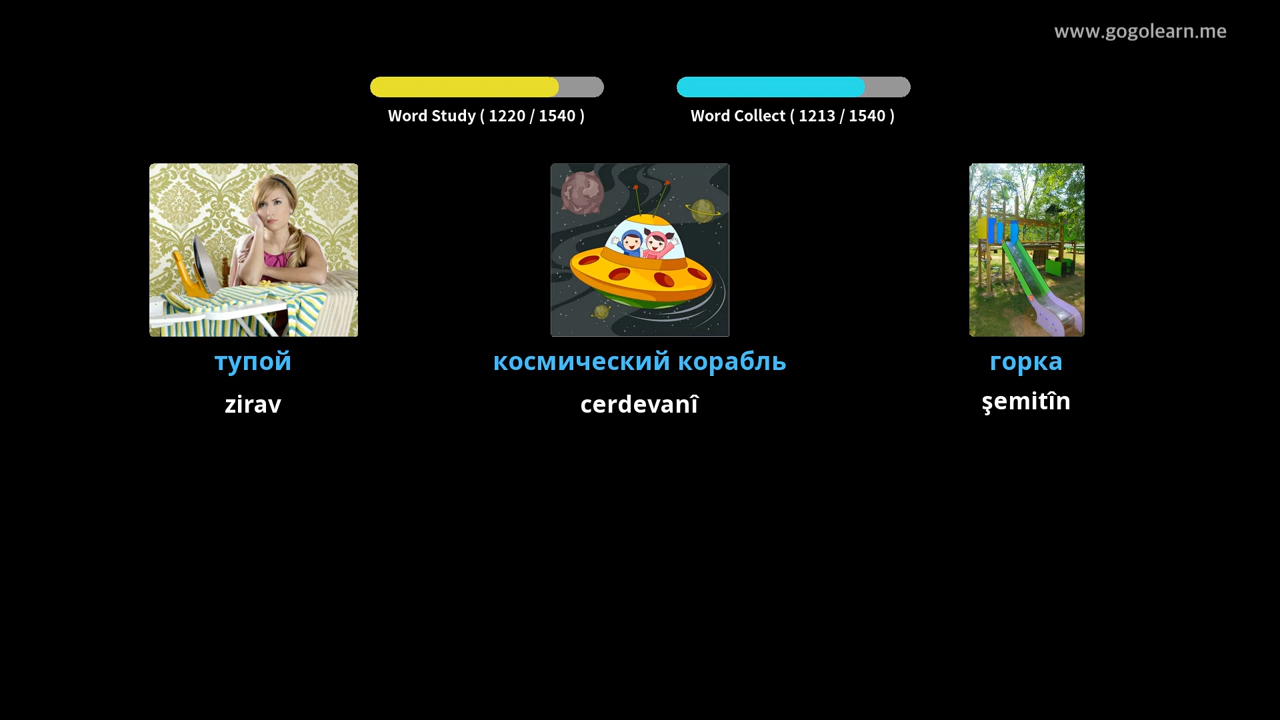 www.gogolearn.me
Word Study ( 1220 / 1540 )
Word Collect ( 1213 / 1540 )
тупой
космический корабль
горка
zirav
cerdevanî
şemitîn